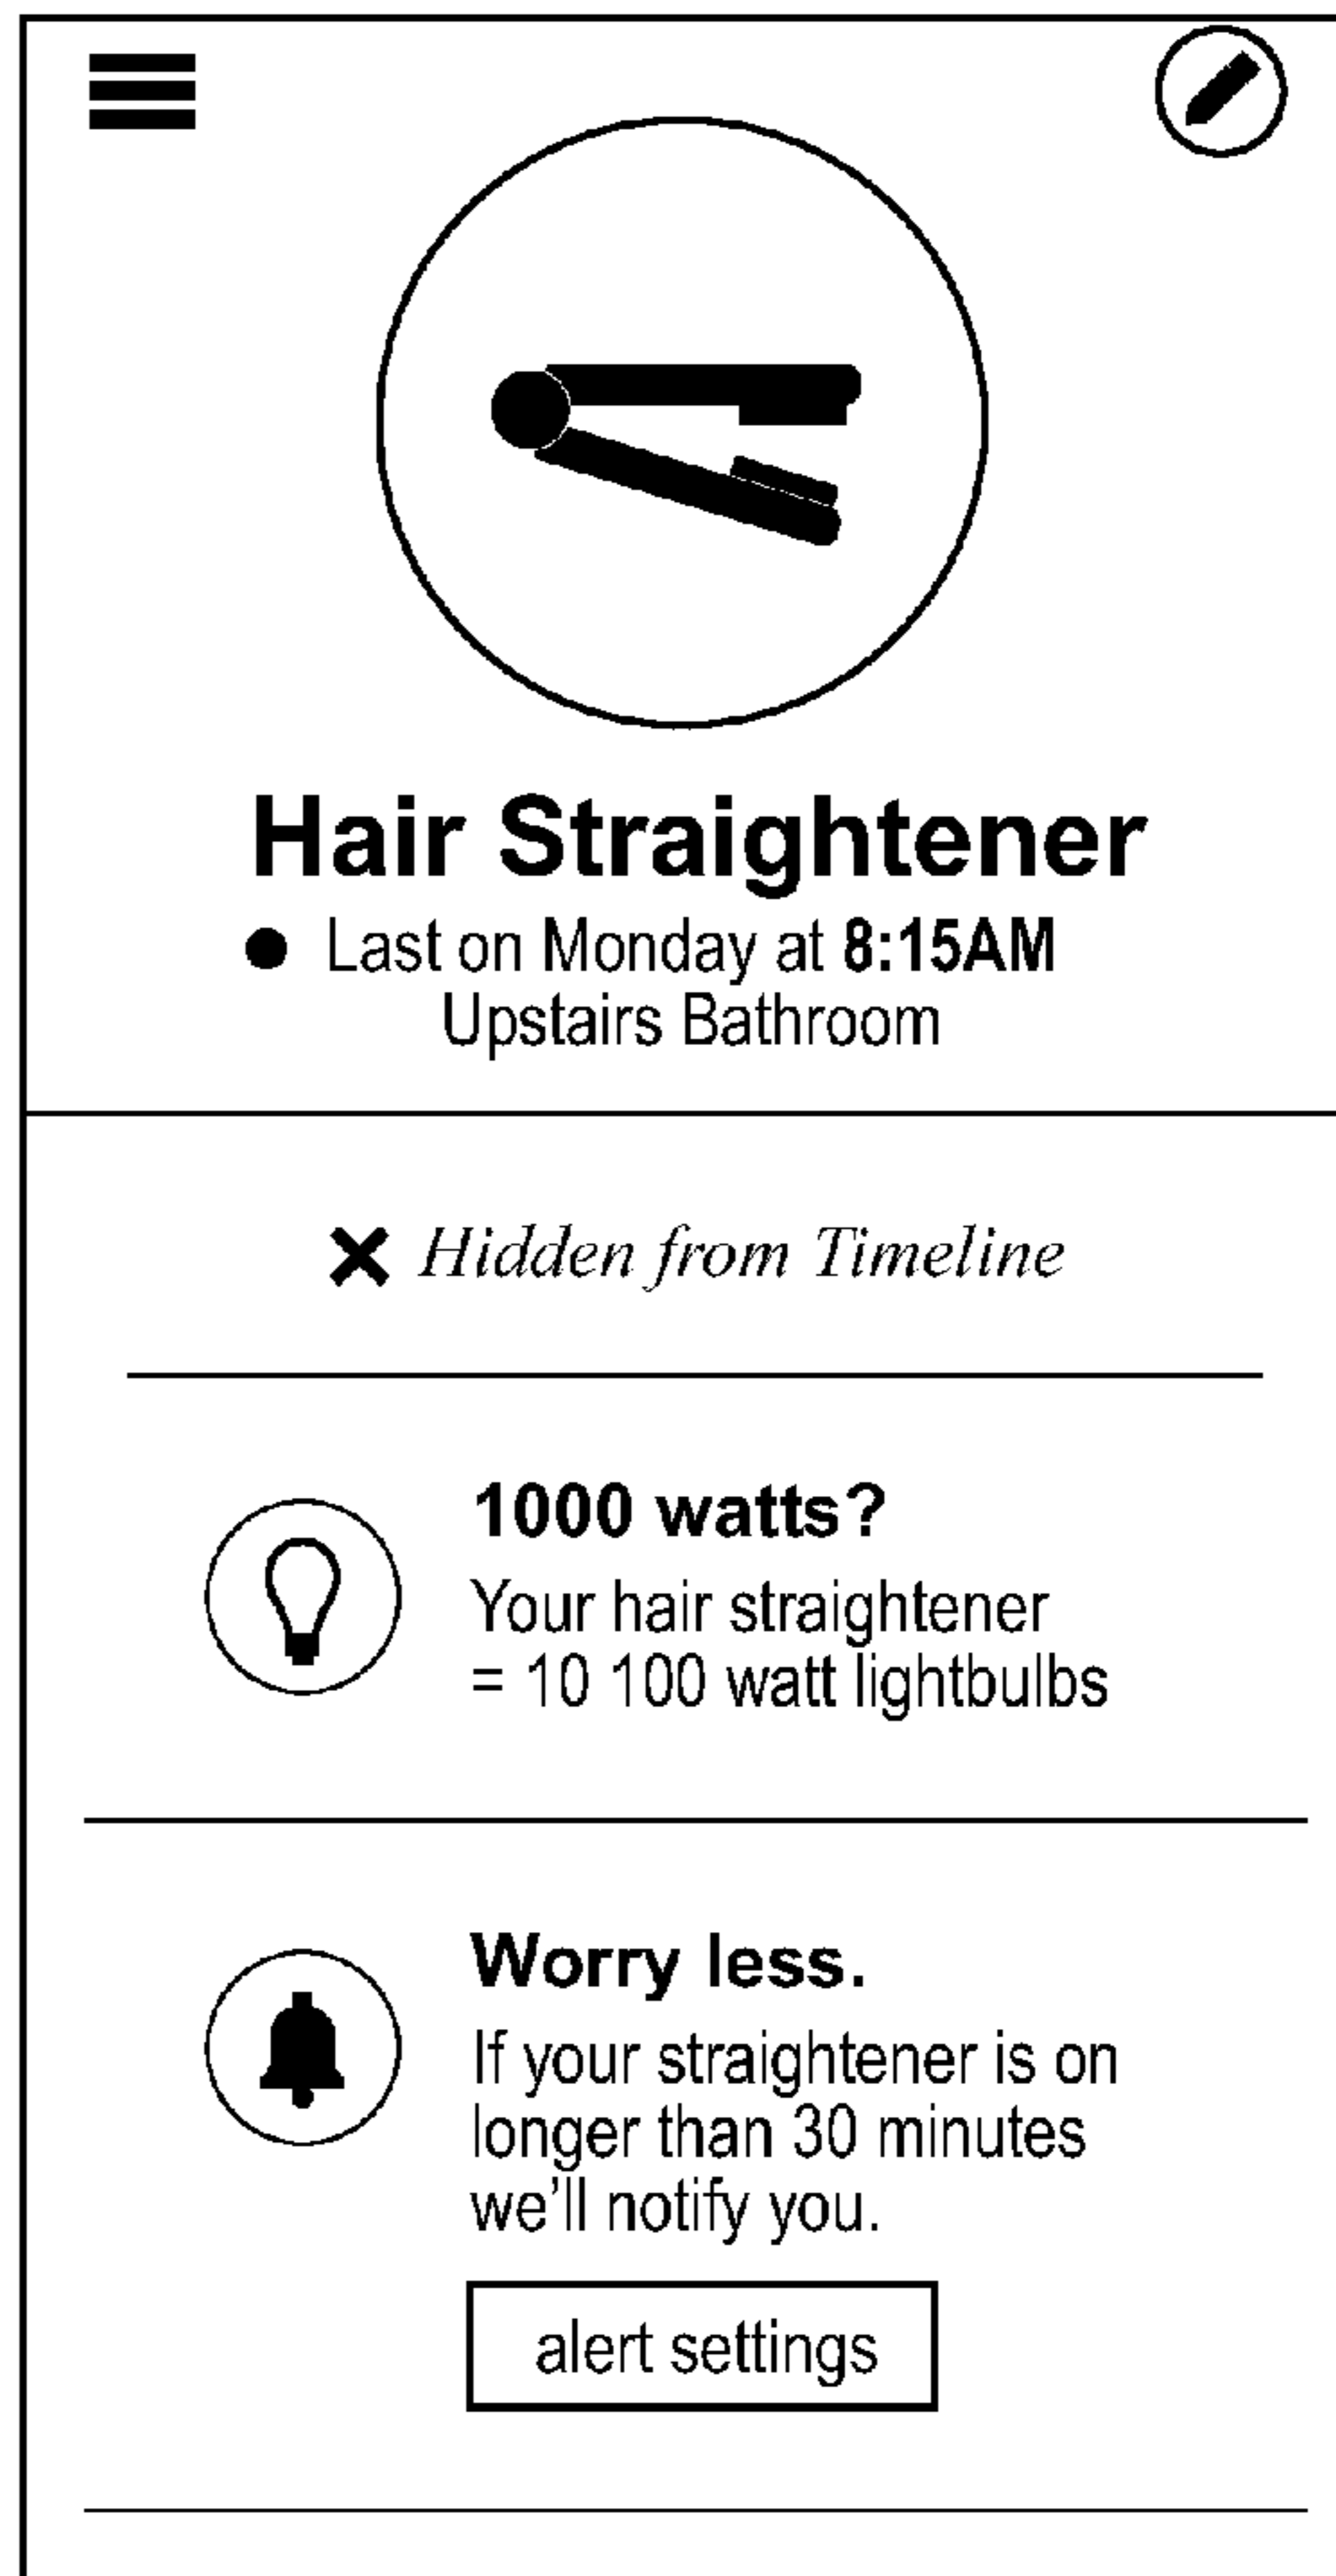 Hair Straightener
Last on Monday at 8:15AM
Upstairs Bathroom
Hidden from Timeline
1000 watts?
Your hair straightener
= 10 100 watt lightbulbs
Worry less.
If your straightener is on
longer than 30 minutes
we'll notify you.
alert settings